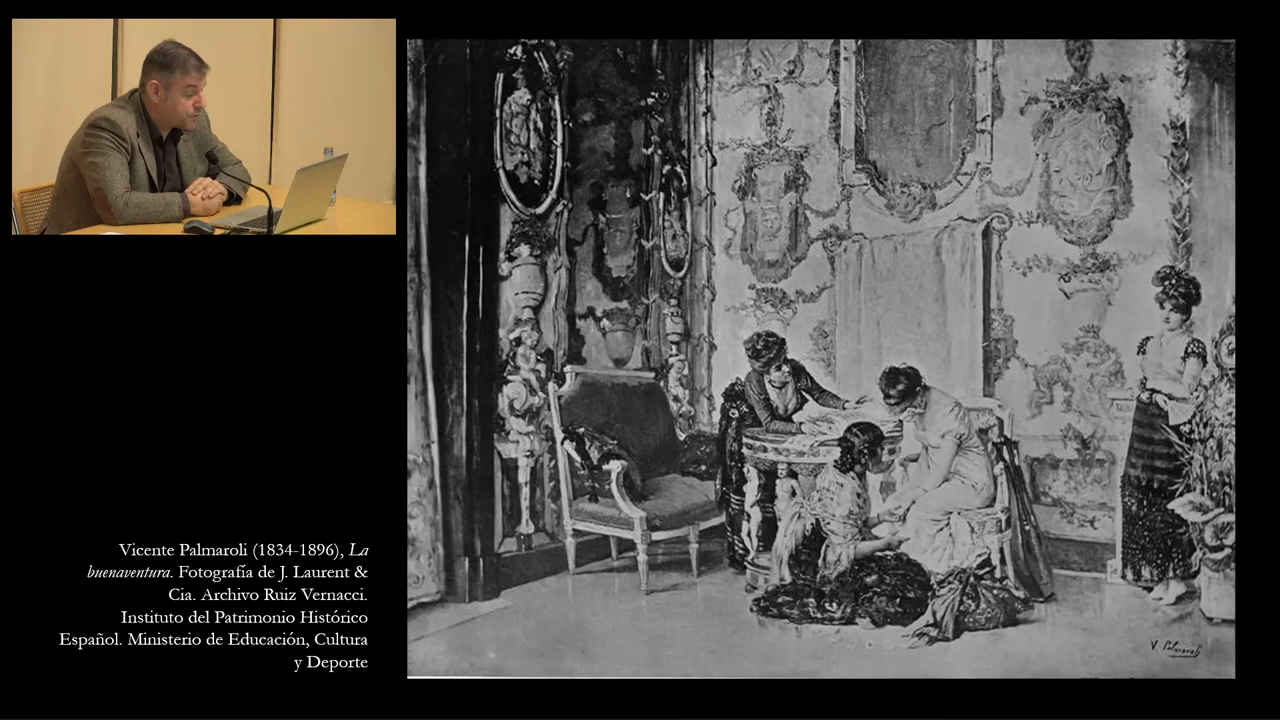 Vicente Palmaroli (1834-1896), La
buenaventura. Fotografía de J. Laurent &
Cia. Archivo Ruiz Vernacci.
Instituto del Patrimonio Histórico
Español. Ministerio de Educación, Cultura
y Deporte
V. Palmaroli